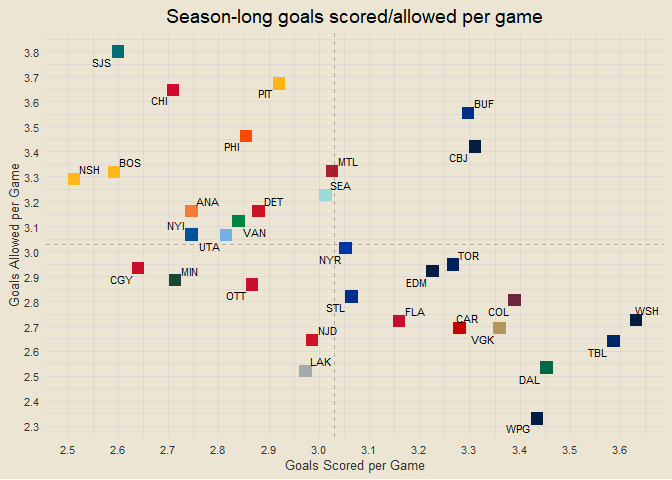 Season-long goals scored/allowed per game
Goals Allowed per Game
3.8
3.7
3.6
3.5
3.4
3.3
3.2
3.1
3.0
2.9
2.8
2.7
2.6
2.5
2.4
2.3
SJS
CHI
PIT
BUF
PHI
CBJ
NSH
BOS
MTL
SEA
ANA
DET
NYI
UTA
VAN
NYR
TOR
CGY
MIN
EDM
OTT
STL
FLA
CAR
COL
WSH
VGK
NJD
TBL
LAK
DAL
WPG
2.5 2.6 2.7 2.8 2.9 3.0 3.1 3.2 3.3 3.4 3.5 3.6
Goals Scored per Game